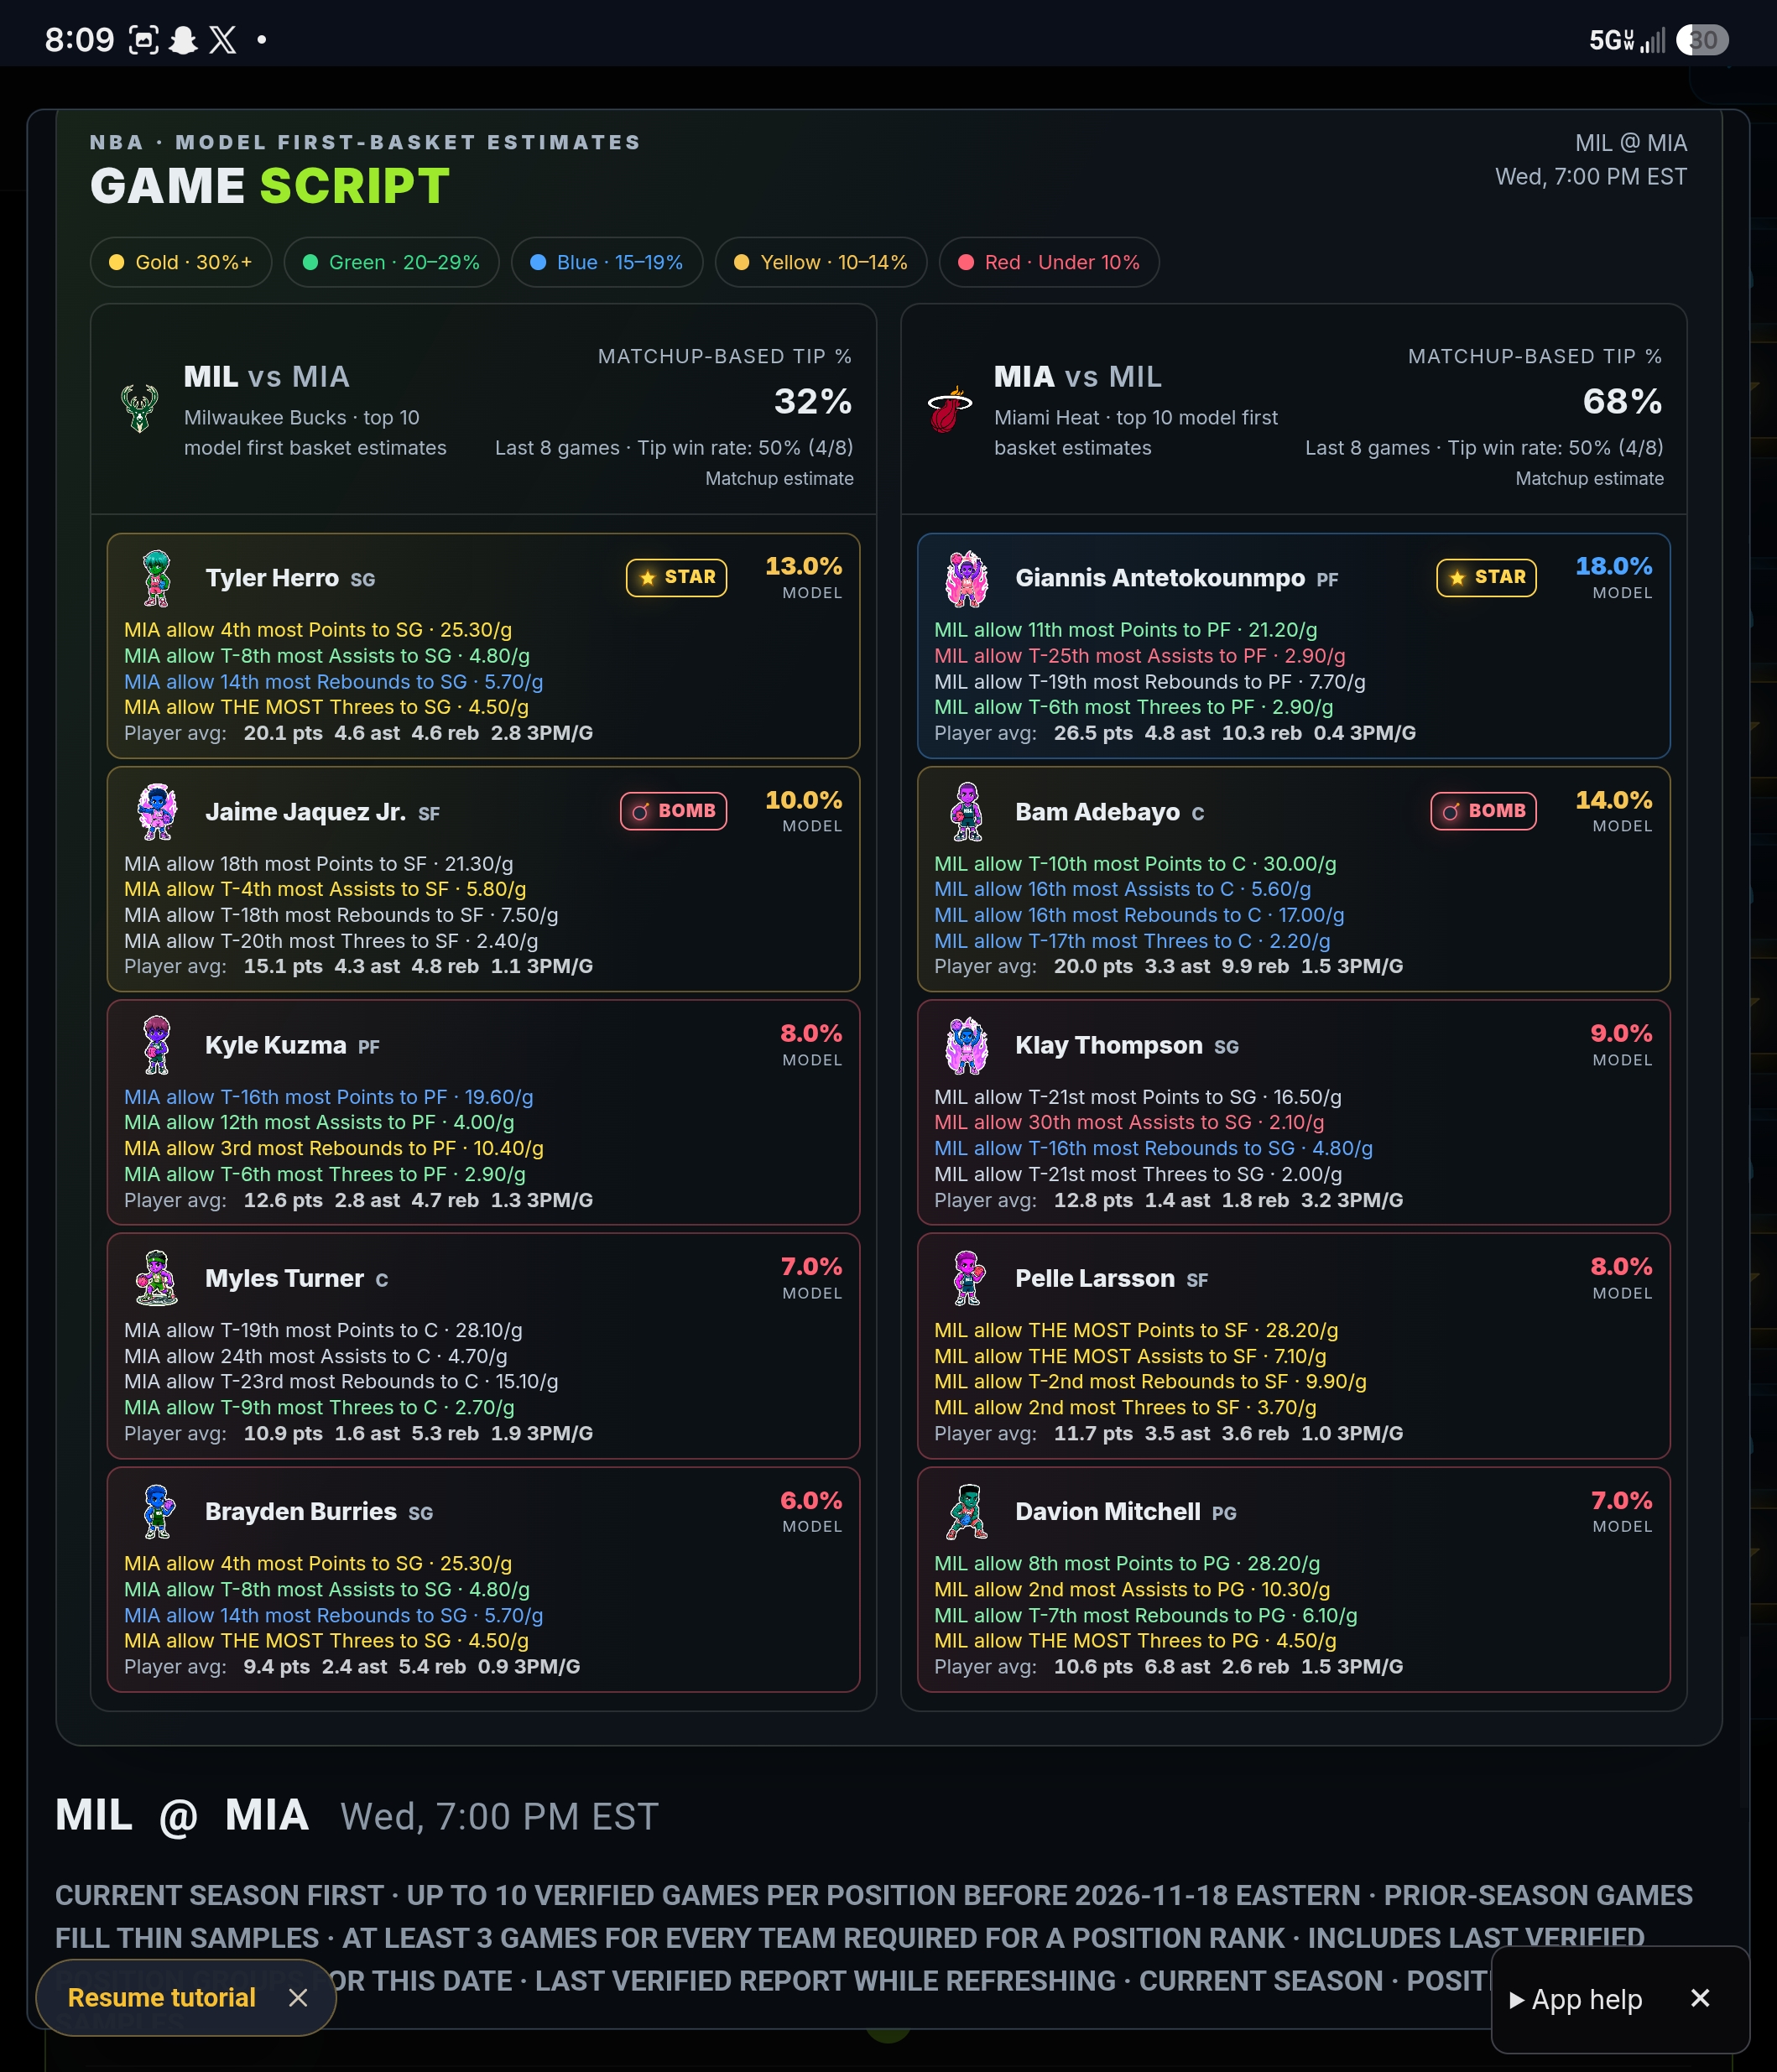 8:09
5G UW
30
NBA · MODEL FIRST-BASKET ESTIMATES
GAME SCRIPT
MIL @ MIA
Wed, 7:00 PM EST
Gold · 30%+
Green · 20–29%
Blue · 15–19%
Yellow · 10–14%
Red · Under 10%
MIL vs MIA
Milwaukee Bucks · top 10
model first basket estimates
MATCHUP-BASED TIP %
32%
Last 8 games · Tip win rate: 50% (4/8)
Matchup estimate
Tyler Herro SG
STAR
13.0%
MODEL
MIA allow 4th most Points to SG · 25.30/g
MIA allow T-8th most Assists to SG · 4.80/g
MIA allow 14th most Rebounds to SG · 5.70/g
MIA allow THE MOST Threes to SG · 4.50/g
Player avg: 20.1 pts 4.6 ast 4.6 reb 2.8 3PM/G
Jaime Jaquez Jr. SF
BOMB
10.0%
MODEL
MIA allow 18th most Points to SF · 21.30/g
MIA allow T-4th most Assists to SF · 5.80/g
MIA allow T-18th most Rebounds to SF · 7.50/g
MIA allow T-20th most Threes to SF · 2.40/g
Player avg: 15.1 pts 4.3 ast 4.8 reb 1.1 3PM/G
Kyle Kuzma PF
8.0%
MODEL
MIA allow T-16th most Points to PF · 19.60/g
MIA allow 12th most Assists to PF · 4.00/g
MIA allow 3rd most Rebounds to PF · 10.40/g
MIA allow T-6th most Threes to PF · 2.90/g
Player avg: 12.6 pts 2.8 ast 4.7 reb 1.3 3PM/G
Myles Turner C
7.0%
MODEL
MIA allow T-19th most Points to C · 28.10/g
MIA allow 24th most Assists to C · 4.70/g
MIA allow T-23rd most Rebounds to C · 15.10/g
MIA allow T-9th most Threes to C · 2.70/g
Player avg: 10.9 pts 1.6 ast 5.3 reb 1.9 3PM/G
Brayden Burries SG
6.0%
MODEL
MIA allow 4th most Points to SG · 25.30/g
MIA allow T-8th most Assists to SG · 4.80/g
MIA allow 14th most Rebounds to SG · 5.70/g
MIA allow THE MOST Threes to SG · 4.50/g
Player avg: 9.4 pts 2.4 ast 5.4 reb 0.9 3PM/G
MIA vs MIL
Miami Heat · top 10 model first
basket estimates
MATCHUP-BASED TIP %
68%
Last 8 games · Tip win rate: 50% (4/8)
Matchup estimate
Giannis Antetokounmpo PF
STAR
18.0%
MODEL
MIL allow 11th most Points to PF · 21.20/g
MIL allow T-25th most Assists to PF · 2.90/g
MIL allow T-19th most Rebounds to PF · 7.70/g
MIL allow T-6th most Threes to PF · 2.90/g
Player avg: 26.5 pts 4.8 ast 10.3 reb 0.4 3PM/G
Bam Adebayo C
BOMB
14.0%
MODEL
MIL allow T-10th most Points to C · 30.00/g
MIL allow 16th most Assists to C · 5.60/g
MIL allow 16th most Rebounds to C · 17.00/g
MIL allow T-17th most Threes to C · 2.20/g
Player avg: 20.0 pts 3.3 ast 9.9 reb 1.5 3PM/G
Klay Thompson SG
9.0%
MODEL
MIL allow T-21st most Points to SG · 16.50/g
MIL allow 30th most Assists to SG · 2.10/g
MIL allow T-16th most Rebounds to SG · 4.80/g
MIL allow T-21st most Threes to SG · 2.00/g
Player avg: 12.8 pts 1.4 ast 1.8 reb 3.2 3PM/G
Pelle Larsson SF
8.0%
MODEL
MIL allow THE MOST Points to SF · 28.20/g
MIL allow THE MOST Assists to SF · 7.10/g
MIL allow T-2nd most Rebounds to SF · 9.90/g
MIL allow 2nd most Threes to SF · 3.70/g
Player avg: 11.7 pts 3.5 ast 3.6 reb 1.0 3PM/G
Davion Mitchell PG
7.0%
MODEL
MIL allow 8th most Points to PG · 28.20/g
MIL allow 2nd most Assists to PG · 10.30/g
MIL allow T-7th most Rebounds to PG · 6.10/g
MIL allow THE MOST Threes to PG · 4.50/g
Player avg: 10.6 pts 6.8 ast 2.6 reb 1.5 3PM/G
MIL @ MIA Wed, 7:00 PM EST
CURRENT SEASON FIRST · UP TO 10 VERIFIED GAMES PER POSITION BEFORE 2026-11-18 EASTERN · PRIOR-SEASON GAMES
FILL THIN SAMPLES · AT LEAST 3 GAMES FOR EVERY TEAM REQUIRED FOR A POSITION RANK · INCLUDES LAST VERIFIED
POSITION GROUPS FOR THIS DATE · LAST VERIFIED REPORT WHILE REFRESHING · CURRENT SEASON ·
SAMPLES
Resume tutorial
App help